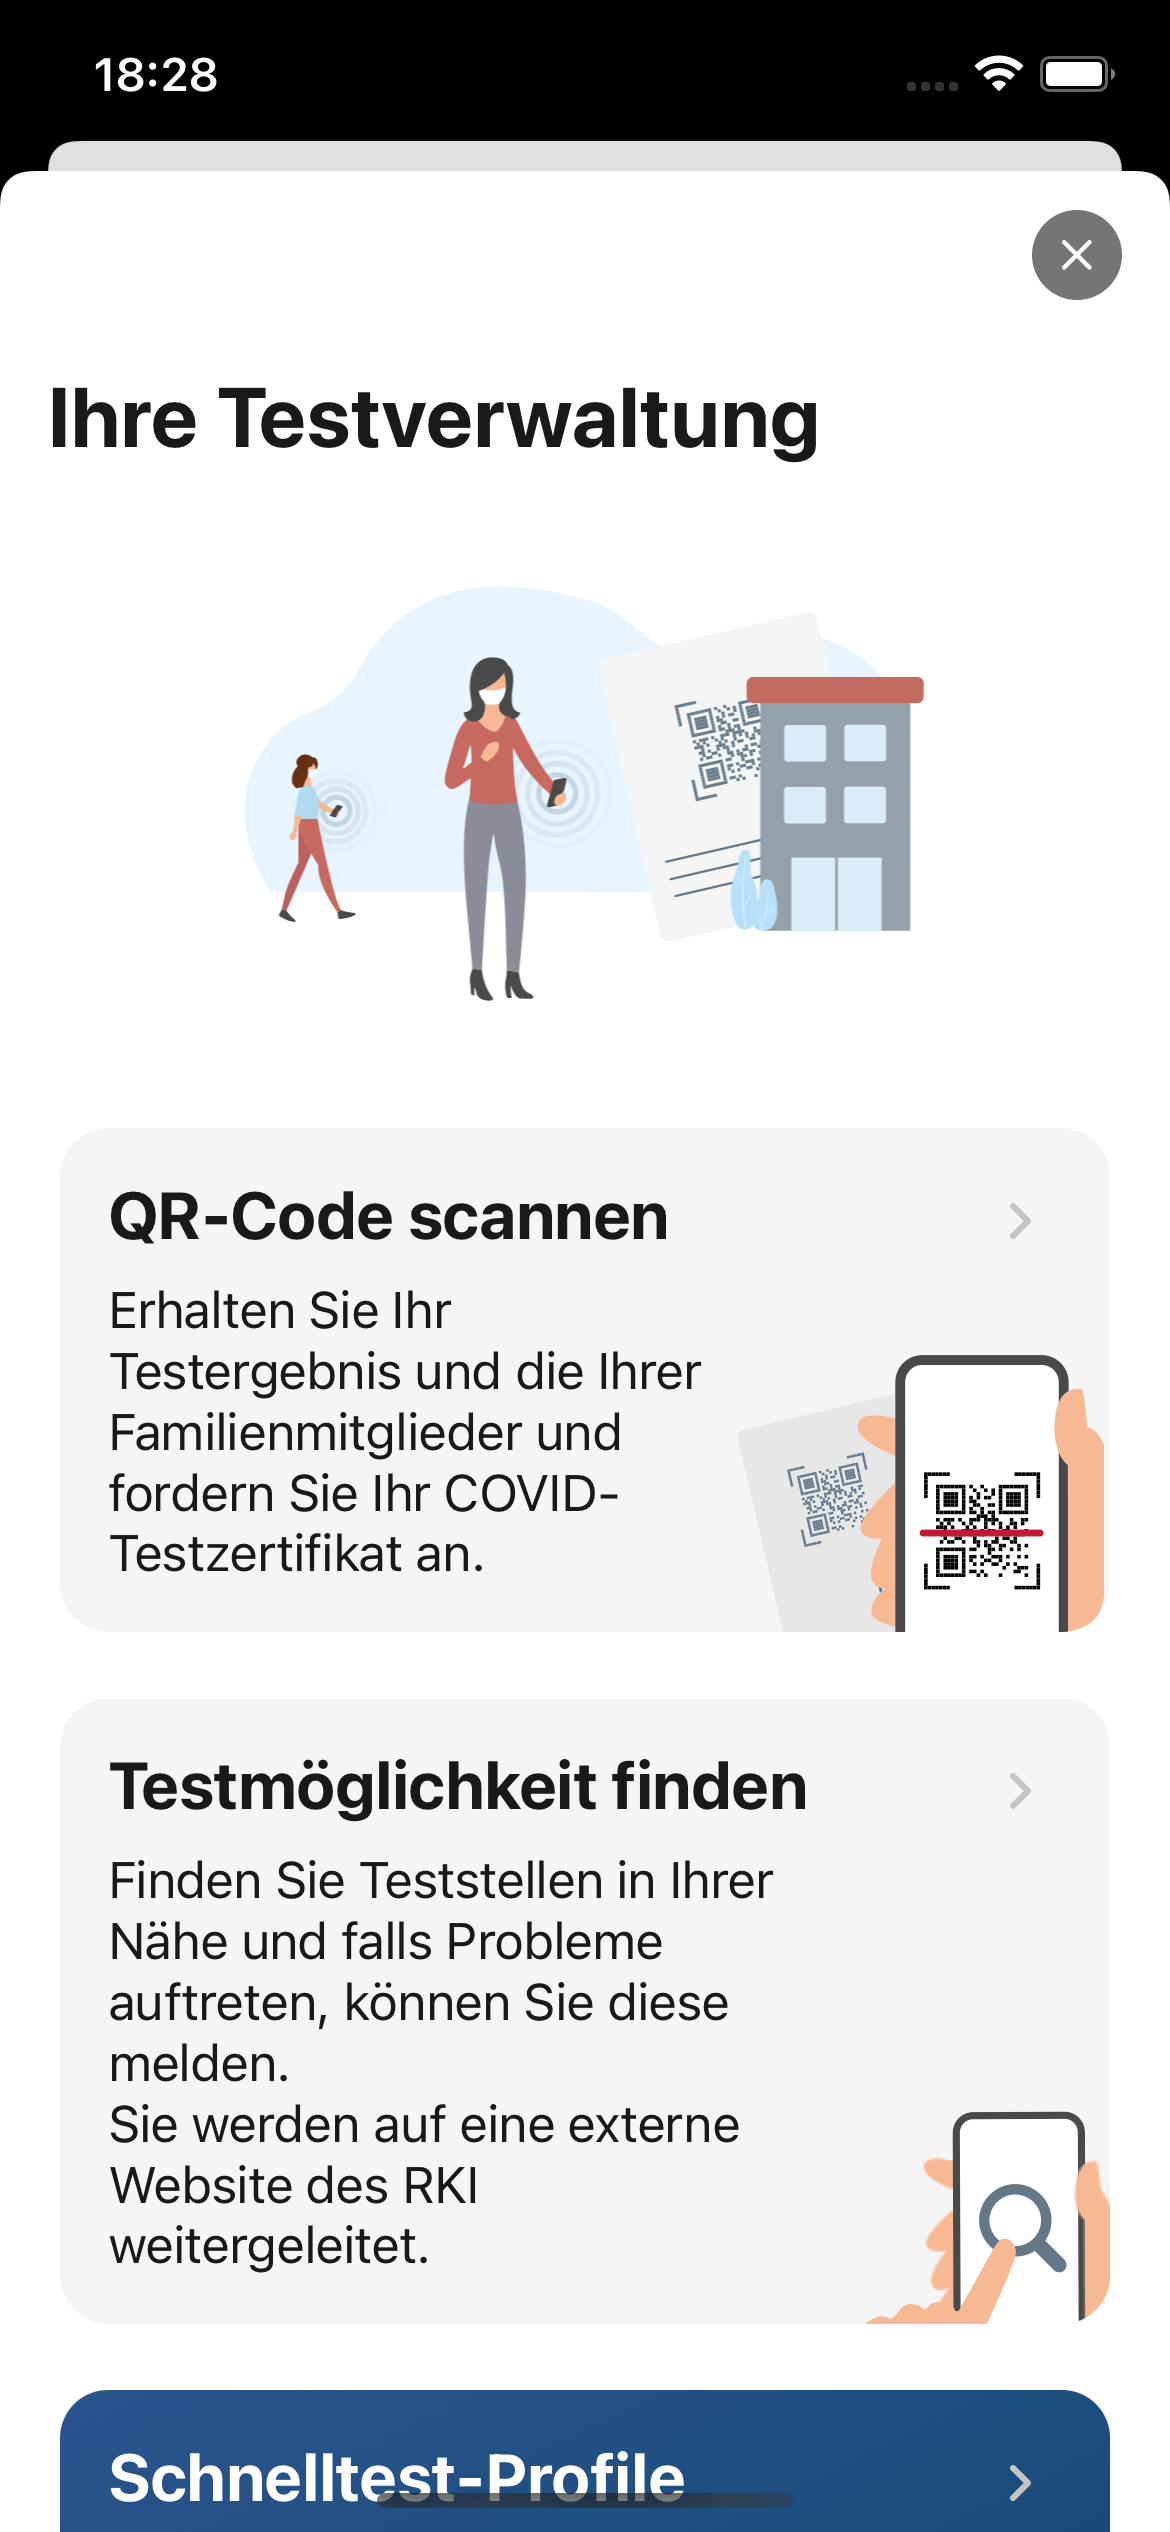 18:28
Ihre Testverwaltung
QR-Code scannen
Erhalten Sie Ihr
Testergebnis und die Ihrer
Familienmitglieder und
fordern Sie Ihr COVID-
Testzertifikat an.
Testmöglichkeit finden
Finden Sie Teststellen in Ihrer
Nähe und falls Probleme
auftreten, können Sie diese
melden.
Sie werden auf eine externe
Website des RKI
weitergeleitet.
Schnelltest-Profile